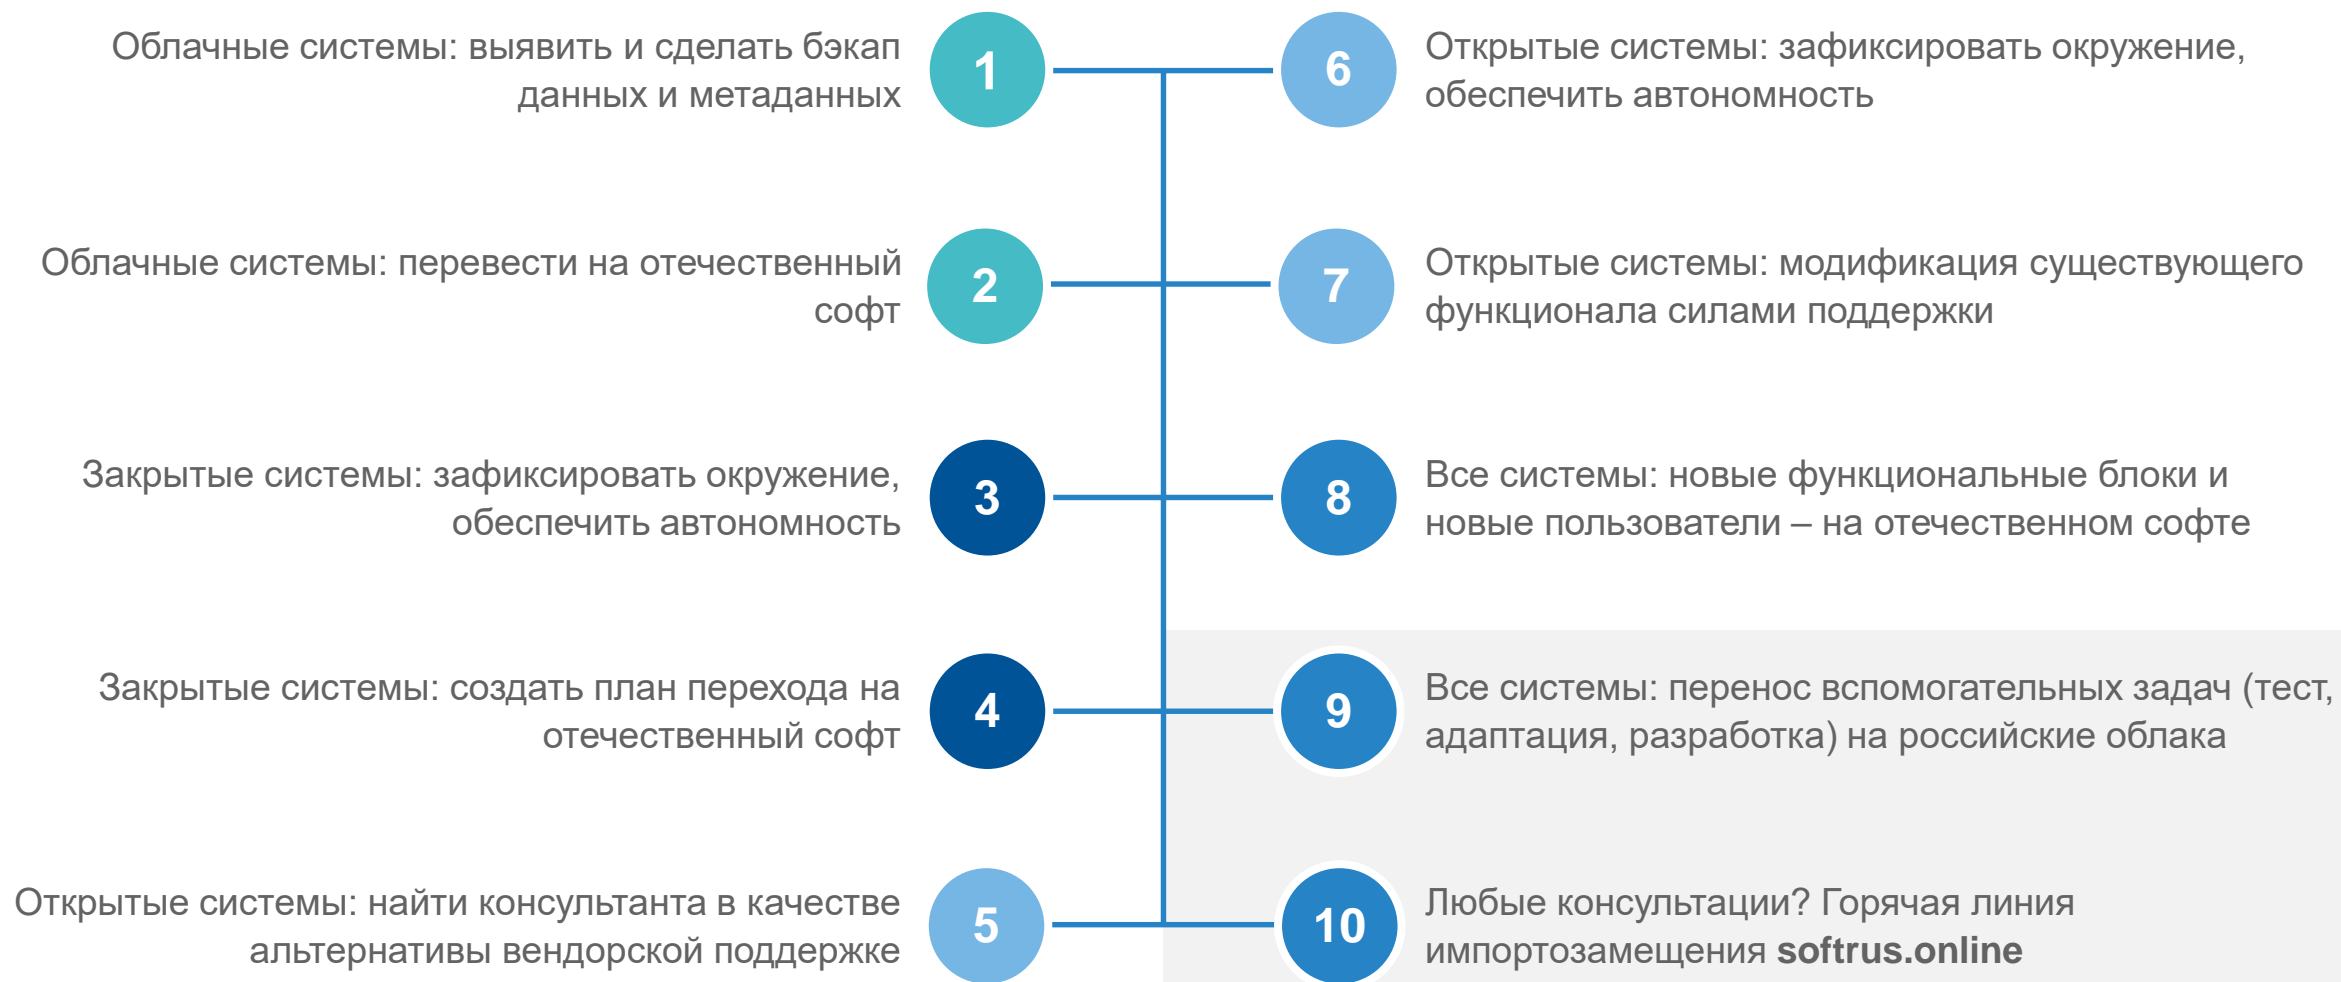 Облачные системы: выявить и сделать бэкап
данных и метаданных
1
Облачные системы: перевести на отечественный
софт
2
Закрытые системы: зафиксировать окружение,
обеспечить автономность
3
Закрытые системы: создать план перехода на
отечественный софт
4
Открытые системы: найти консультанта в качестве
альтернативы вендорской поддержке
5
6
Открытые системы: зафиксировать окружение,
обеспечить автономность
7
Открытые системы: модификация существующего
функционала силами поддержки
8
Все системы: новые функциональные блоки и
новые пользователи – на отечественном софте
9
Все системы: перенос вспомогательных задач (тест,
адаптация, разработка) на российские облака
10
Любые консультации? Горячая линия
импортозамещения softrus.online